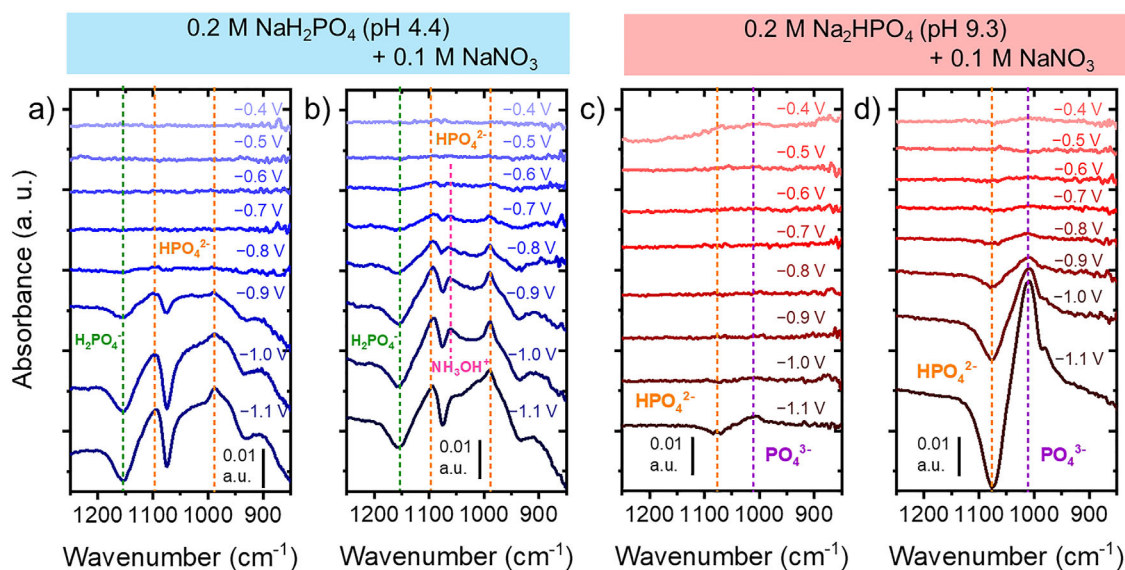 0.2 M NaH₂PO₄ (pH 4.4)
+ 0.1 M NaNO₃
0.2 M Na₂HPO₄ (pH 9.3)
+ 0.1 M NaNO₃
Absorbance (a. u.)
a)
−0.4 V
−0.5 V
−0.6 V
−0.7 V
HPO₄²⁻
−0.8 V
−0.9 V
H₂PO₄⁻
−1.0 V
−1.1 V
0.01
a.u.
1200 1100 1000 900
Wavenumber (cm⁻¹)
b)
−0.4 V
HPO₄²⁻
−0.5 V
−0.6 V
−0.7 V
−0.8 V
−0.9 V
H₂PO₄⁻
−1.0 V
NH₃OH⁺
−1.1 V
0.01
a.u.
1200 1100 1000 900
Wavenumber (cm⁻¹)
c)
−0.4 V
−0.5 V
−0.6 V
−0.7 V
−0.8 V
−0.9 V
−1.0 V
HPO₄²⁻
−1.1 V
0.01
a.u.
PO₄³⁻
1200 1100 1000 900
Wavenumber (cm⁻¹)
d)
−0.4 V
−0.5 V
−0.6 V
−0.7 V
−0.8 V
−0.9 V
−1.0 V
−1.1 V
HPO₄²⁻
0.01
a.u.
PO₄³⁻
1200 1100 1000 900
Wavenumber (cm⁻¹)